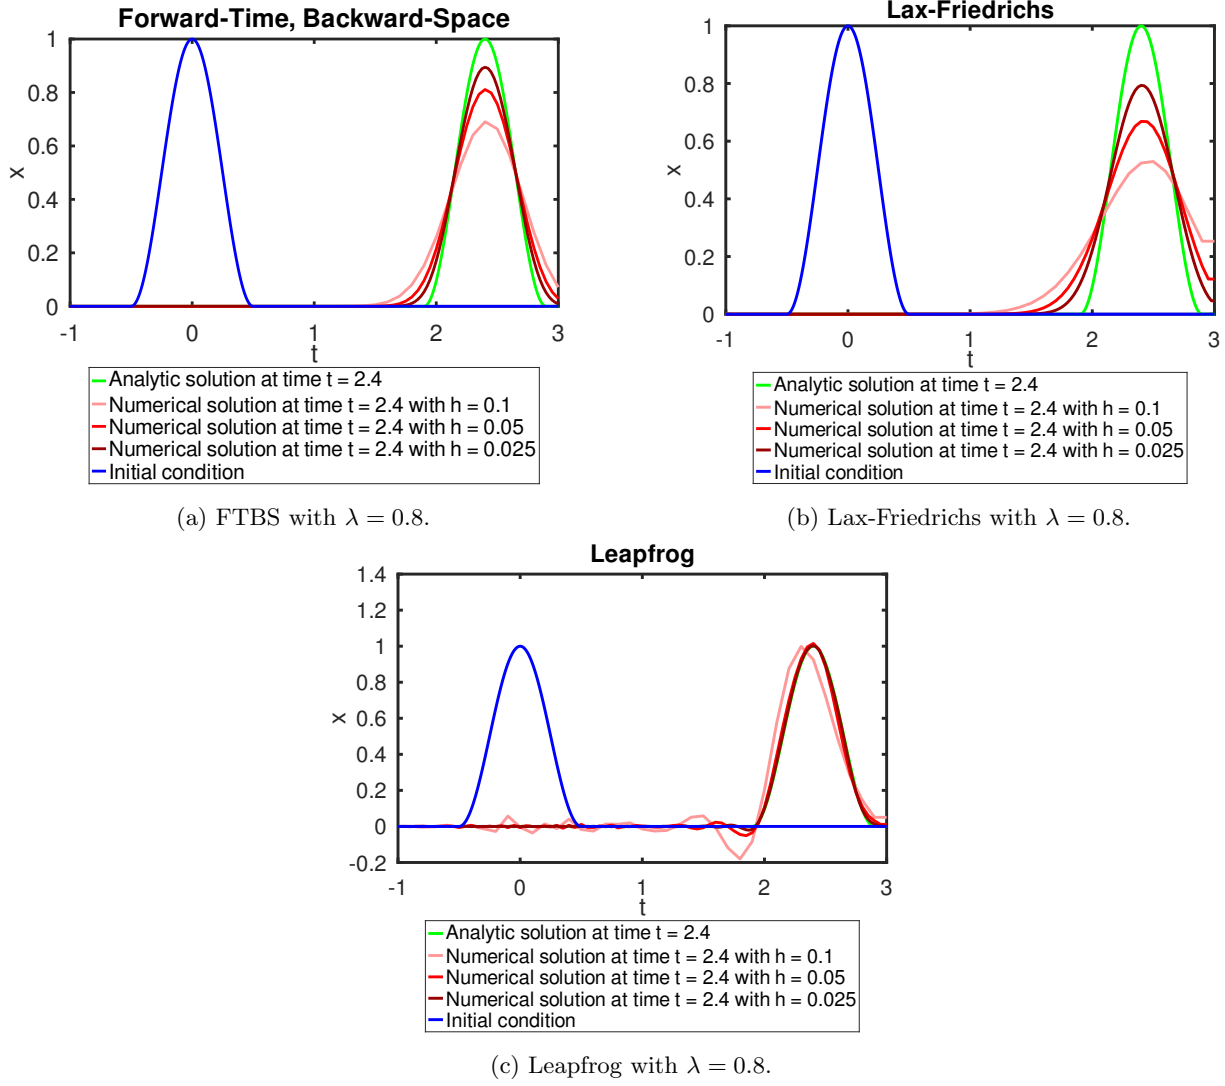 Forward-Time, Backward-Space
1
0.8
0.6
x
0.4
0.2
0
-1
0
1
2
3
t
Analytic solution at time t = 2.4
Numerical solution at time t = 2.4 with h = 0.1
Numerical solution at time t = 2.4 with h = 0.05
Numerical solution at time t = 2.4 with h = 0.025
Initial condition
(a) FTBS with λ = 0.8.
Lax-Friedrichs
1
0.8
0.6
x
0.4
0.2
0
-1
0
1
2
3
t
Analytic solution at time t = 2.4
Numerical solution at time t = 2.4 with h = 0.1
Numerical solution at time t = 2.4 with h = 0.05
Numerical solution at time t = 2.4 with h = 0.025
Initial condition
(b) Lax-Friedrichs with λ = 0.8.
Leapfrog
1.4
1.2
1
0.8
x
0.6
0.4
0.2
0
-0.2
-1
0
1
2
3
t
Analytic solution at time t = 2.4
Numerical solution at time t = 2.4 with h = 0.1
Numerical solution at time t = 2.4 with h = 0.05
Numerical solution at time t = 2.4 with h = 0.025
Initial condition
(c) Leapfrog with λ = 0.8.